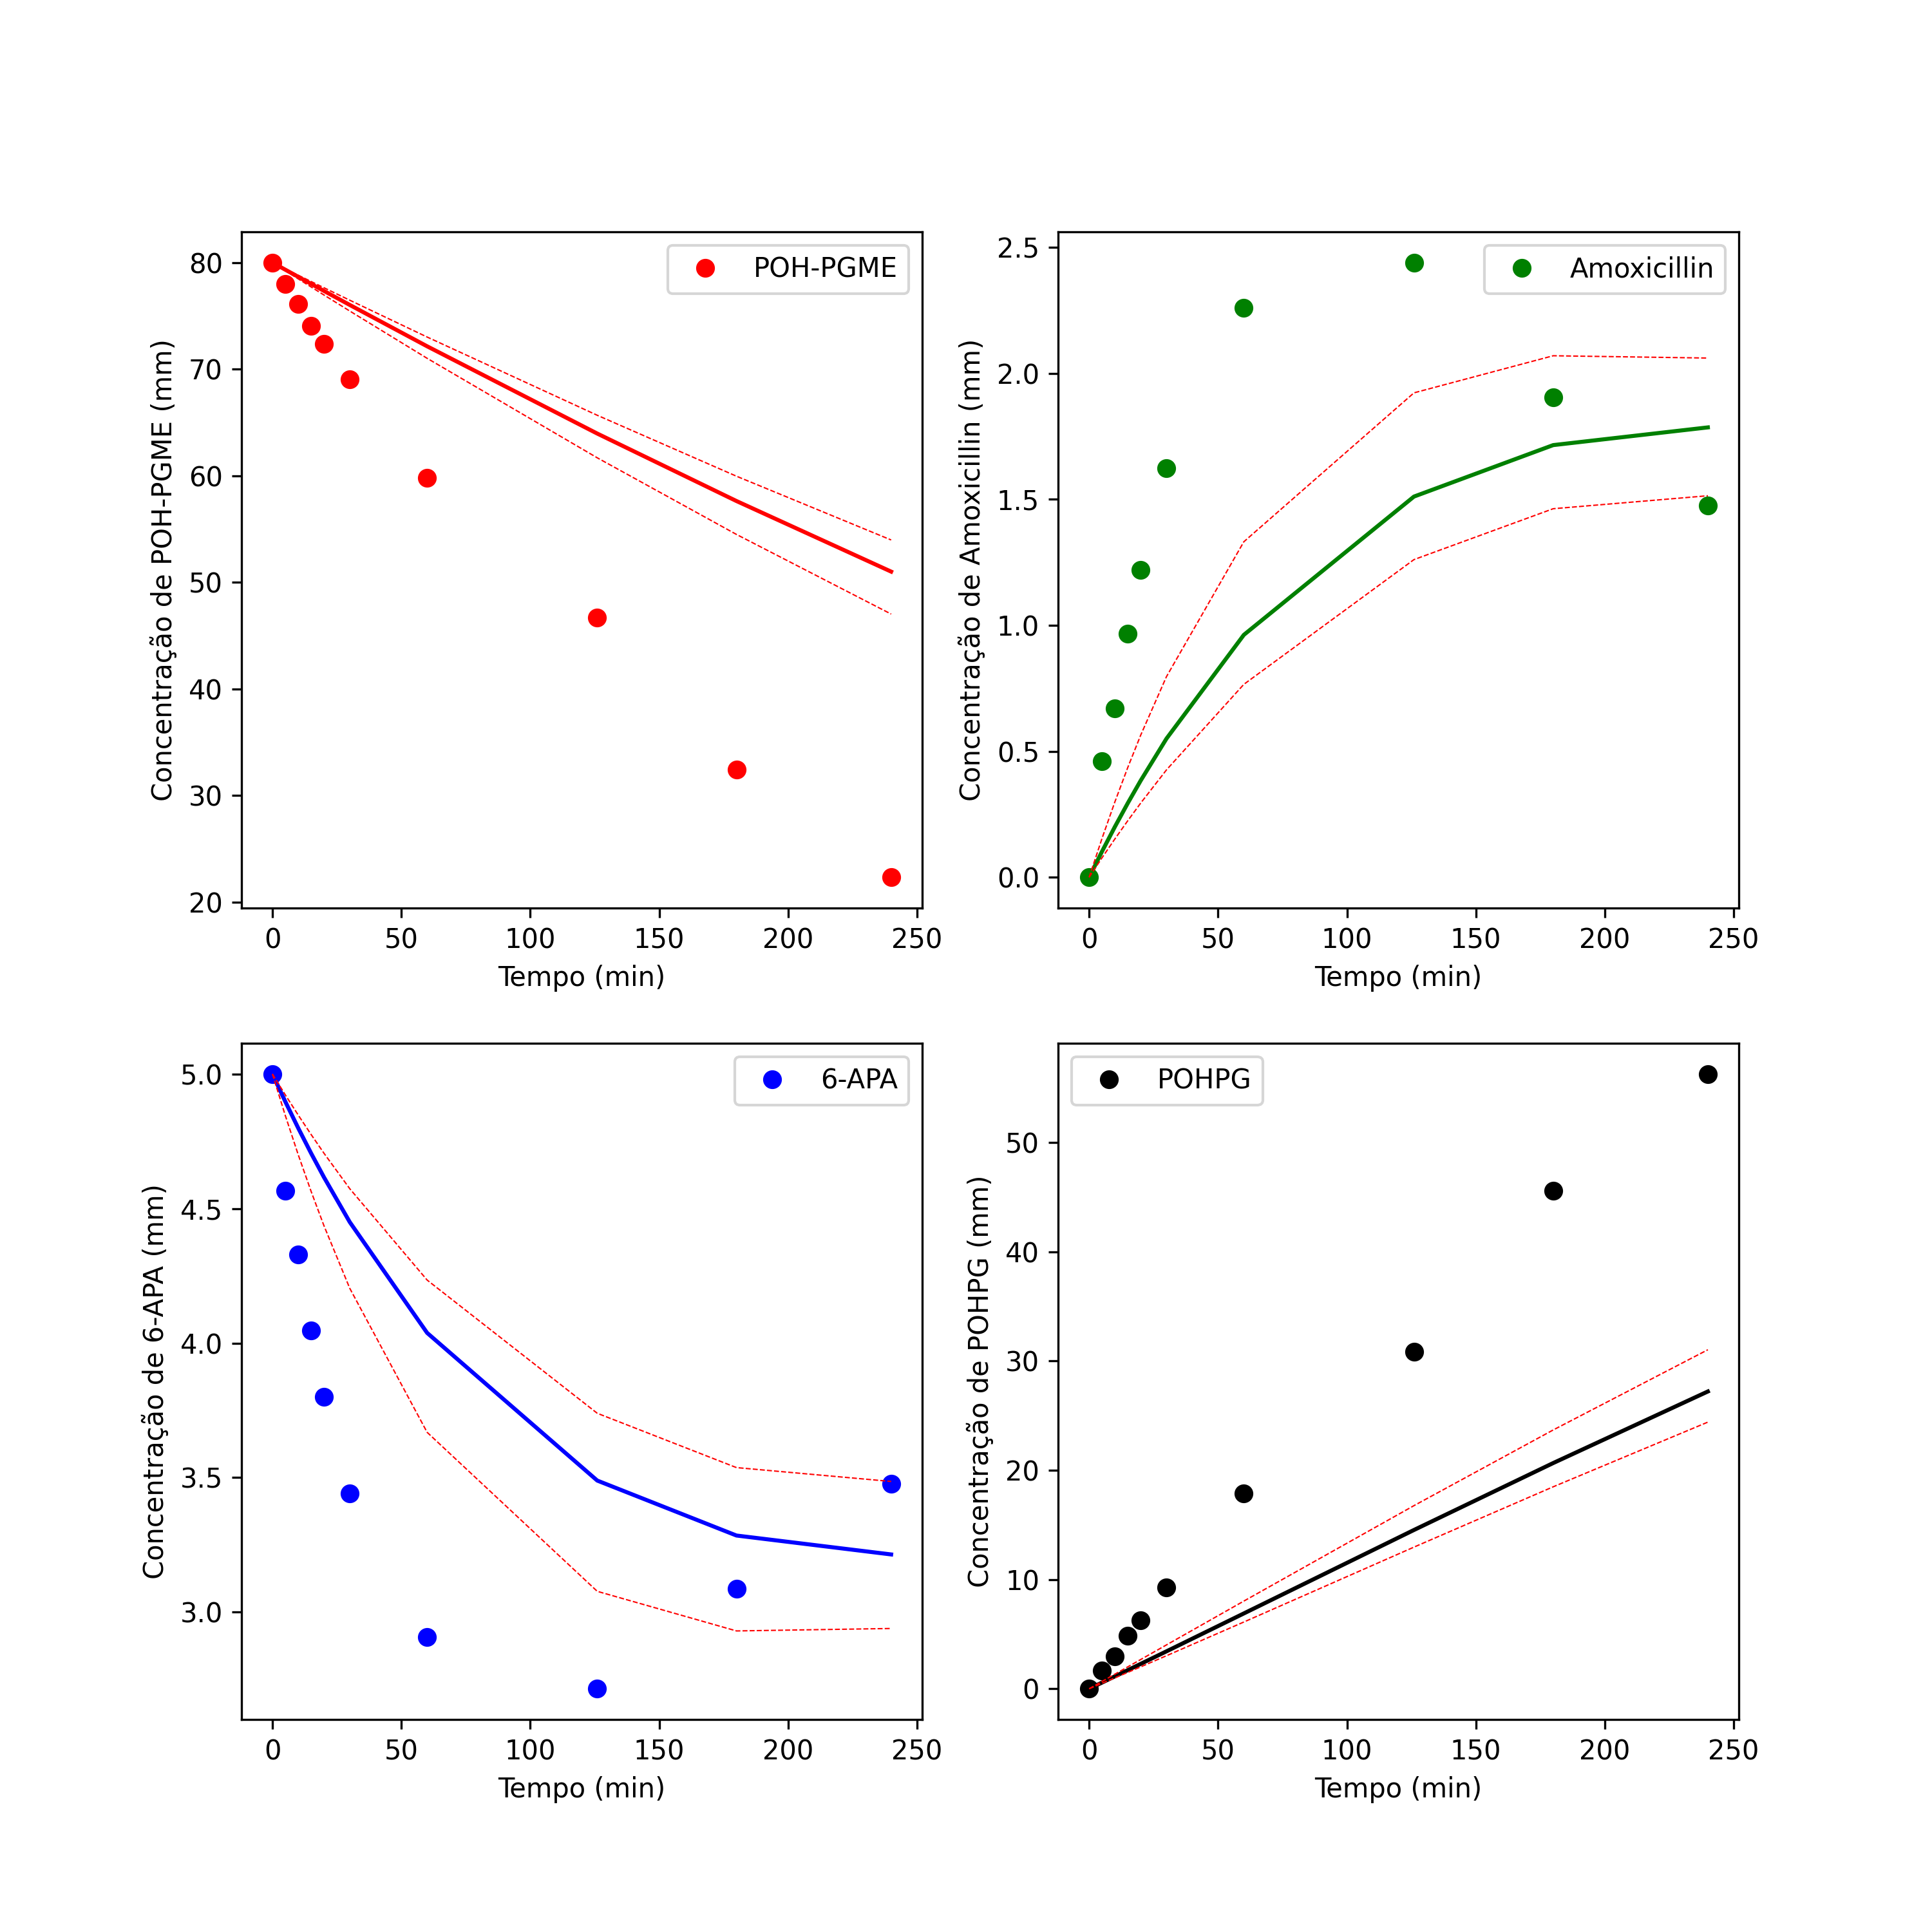 POH-PGME
Concentração de POH-PGME (mm)
80
70
60
50
40
30
20
0 50 100 150 200 250
Tempo (min)
Amoxicillin
Concentração de Amoxicillin (mm)
2.5
2.0
1.5
1.0
0.5
0.0
0 50 100 150 200 250
Tempo (min)
6-APA
Concentração de 6-APA (mm)
5.0
4.5
4.0
3.5
3.0
0 50 100 150 200 250
Tempo (min)
POHPG
Concentração de POHPG (mm)
50
40
30
20
10
0
0 50 100 150 200 250
Tempo (min)